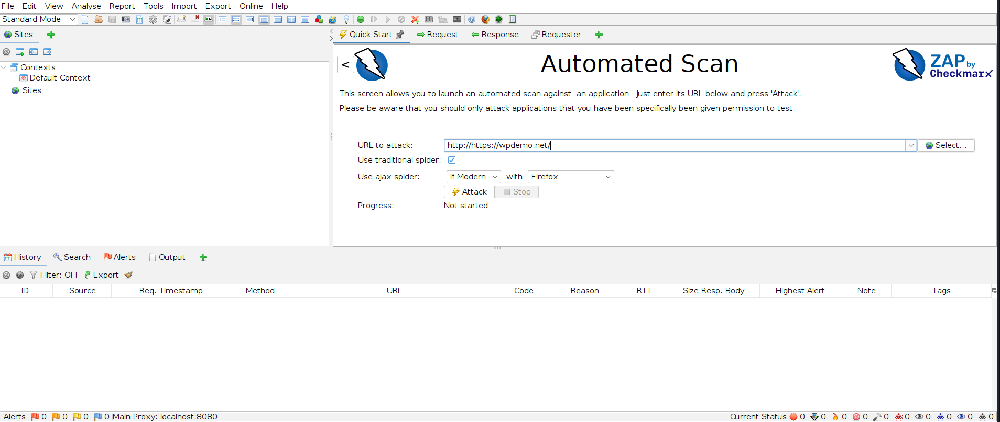 File Edit View Analyse Report Tools Import Export Online Help
Standard Mode
Sites
Quick Start Request Response Requester
Contexts
Default Context
Sites
< Automated Scan ZAP by Checkmarx
This screen allows you to launch an automated scan against  an application - just enter its URL below and press 'Attack'.
Please be aware that you should only attack applications that you have been specifically been given permission to test.
URL to attack: http://https://wpdemo.net/ Select...
Use traditional spider:
Use ajax spider: If Modern with Firefox
Attack Stop
Progress: Not started
History Search Alerts Output
Filter: OFF Export
ID Source Req. Timestamp Method URL Code Reason RTT Size Resp. Body Highest Alert Note Tags
Alerts 0 0 0 0 Main Proxy: localhost:8080 Current Status 0 0 0 0 0 0 0 0 0 0